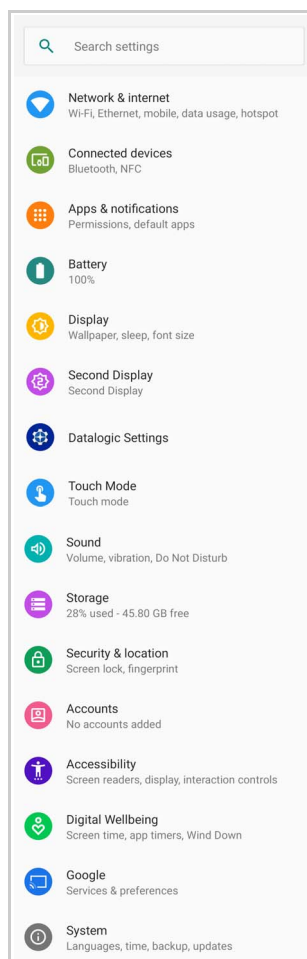 Search settings
Network & internet
Wi-Fi, Ethernet, mobile, data usage, hotspot
Connected devices
Bluetooth, NFC
Apps & notifications
Permissions, default apps
Battery
100%
Display
Wallpaper, sleep, font size
Second Display
Second Display
Datalogic Settings
Touch Mode
Touch mode
Sound
Volume, vibration, Do Not Disturb
Storage
28% used - 45.80 GB free
Security & location
Screen lock, fingerprint
Accounts
No accounts added
Accessibility
Screen readers, display, interaction controls
Digital Wellbeing
Screen time, app timers, Wind Down
Google
Services & preferences
System
Languages, time, backup, updates